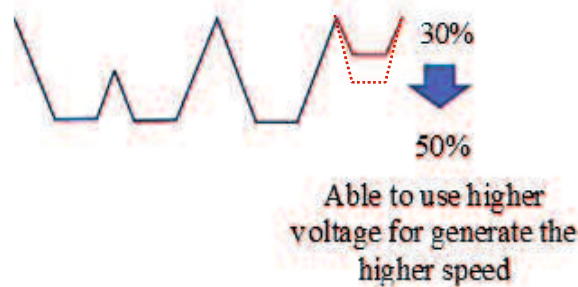 30%
50%
Able to use higher
voltage for generate the
higher speed